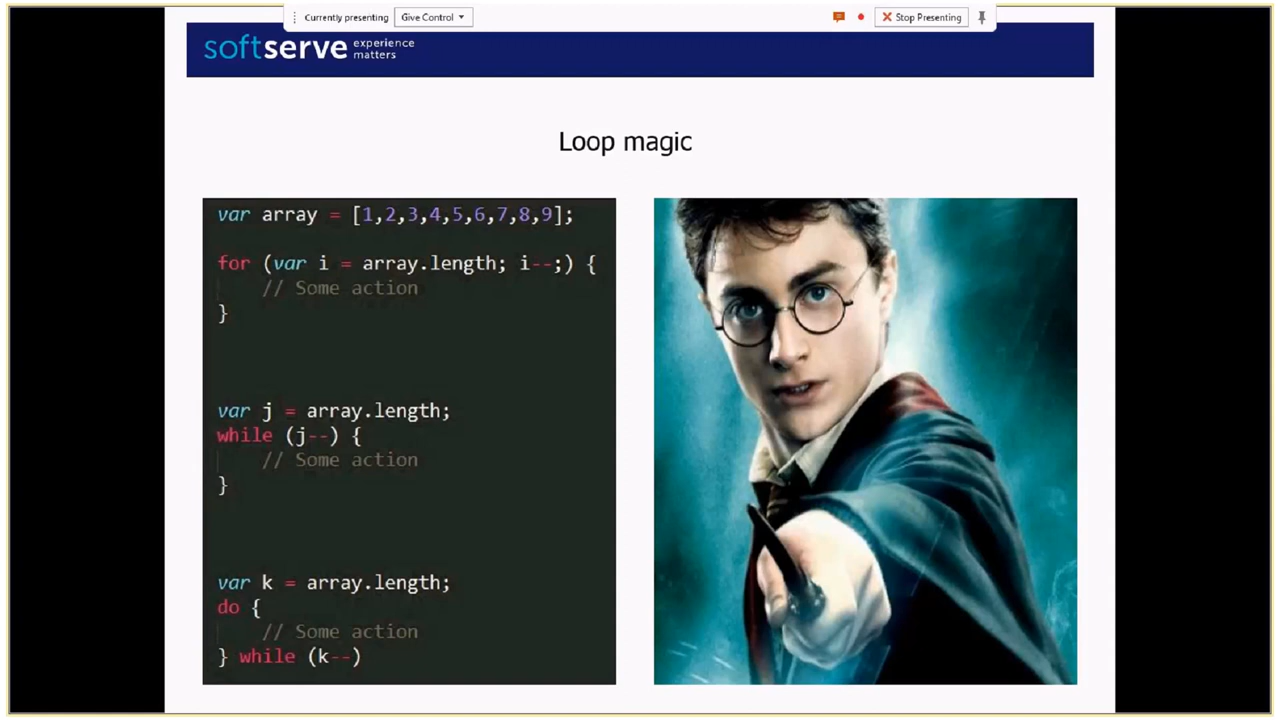 Currently presenting Give Control Stop Presenting
softserve experience matters
Loop magic
var array = [1,2,3,4,5,6,7,8,9];
for (var i = array.length; i--;) {
// Some action
}
var j = array.length;
while (j--) {
// Some action
}
var k = array.length;
do {
// Some action
} while (k--)